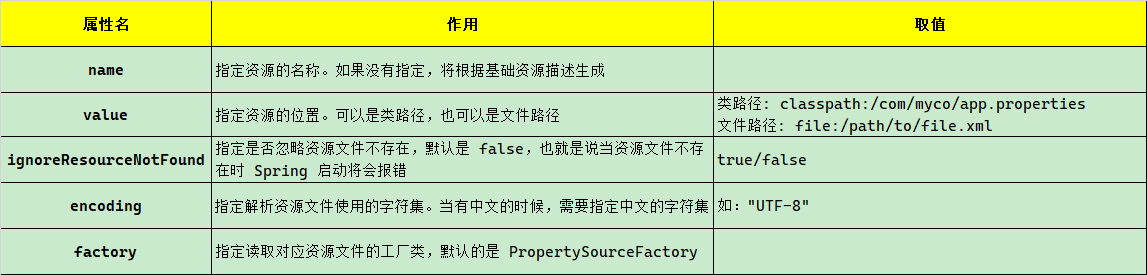 属性名 作用 取值
name 指定资源的名称。如果没有指定，将根据基础资源描述生成
value 指定资源的位置。可以是类路径，也可以是文件路径 类路径: classpath:/com/myco/app.properties
文件路径: file:/path/to/file.xml
ignoreResourceNotFound 指定是否忽略资源文件不存在，默认是 false，也就是说当资源文件不存
在时 Spring 启动将会报错 true/false
encoding 指定解析资源文件使用的字符集。当有中文的时候，需要指定中文的字符集 如："UTF-8"
factory 指定读取对应资源文件的工厂类，默认的是 PropertySourceFactory